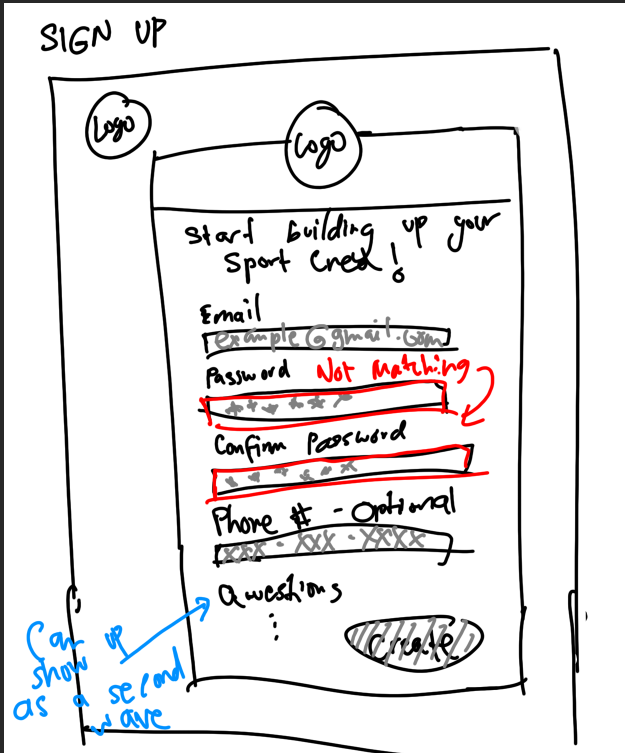 SIGN UP
Logo
Logo
Start building up your
Sport Cred!
Email
example@gmail.com
Password Not Matching
******
Confirm Password
******
Phone # - Optional
XXX - XXX - XXXX
Questions
⋮
Create
Can show up
as a second
wave